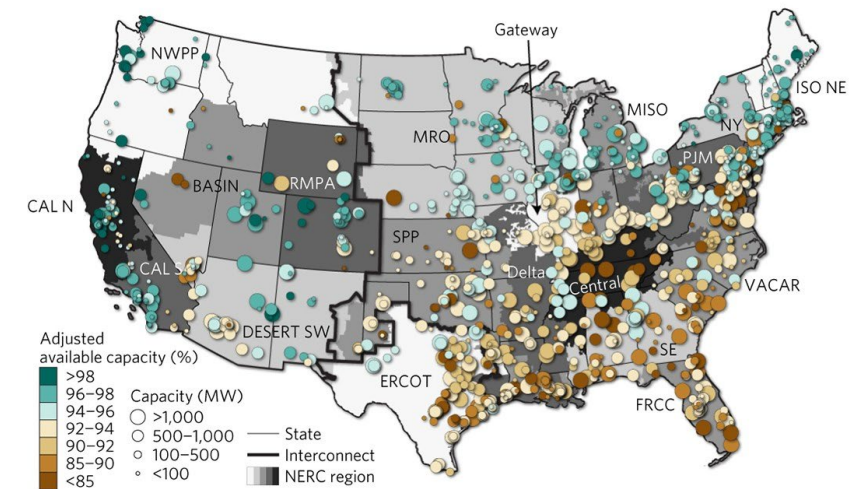 Gateway
NWPP
ISO NE
MISO
NY
MRO
PJM
BASIN
RMPA
CAL N
SPP
CAL S
Delta
Central
VACAR
DESERT SW
SE
ERCOT
FRCC
Adjusted
available capacity (%)
>98
96–98
94–96
92–94
90–92
85–90
<85
Capacity (MW)
>1,000
500–1,000
100–500
<100
State
Interconnect
NERC region